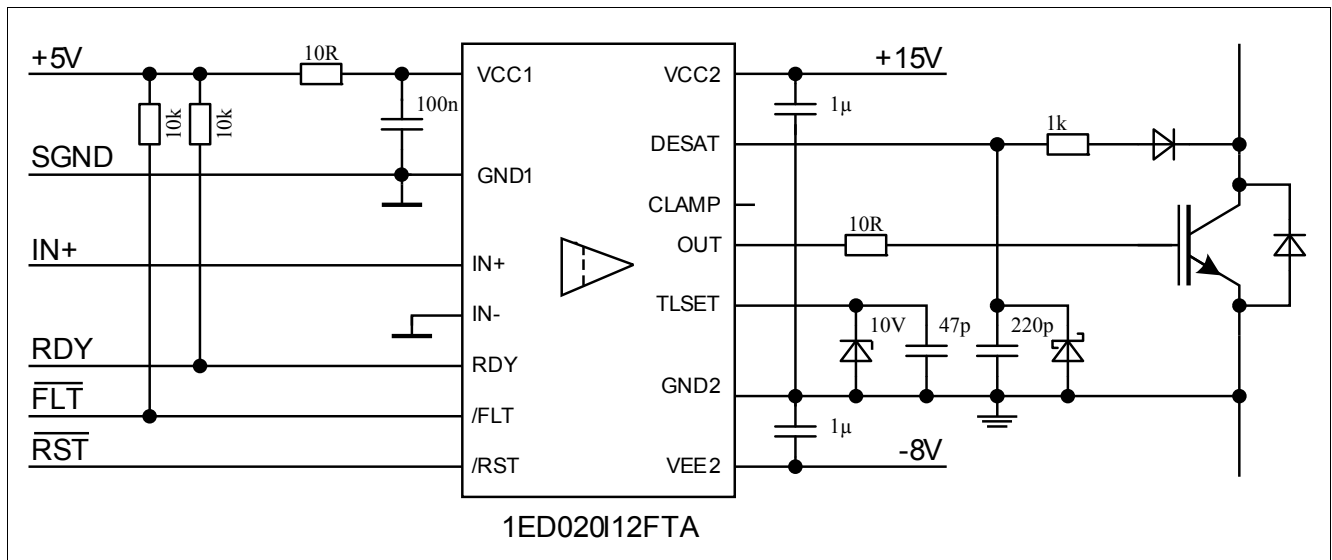 +5V
10R
VCC1
VCC2
+15V
10k
10k
100n
1µ
1k
SGND
GND1
DESAT
CLAMP
10R
OUT
IN+
IN+
TLSET
IN-
10V
47p
220p
RDY
RDY
GND2
FLT
/FLT
1µ
RST
/RST
VEE2
-8V
1ED020I12FTA